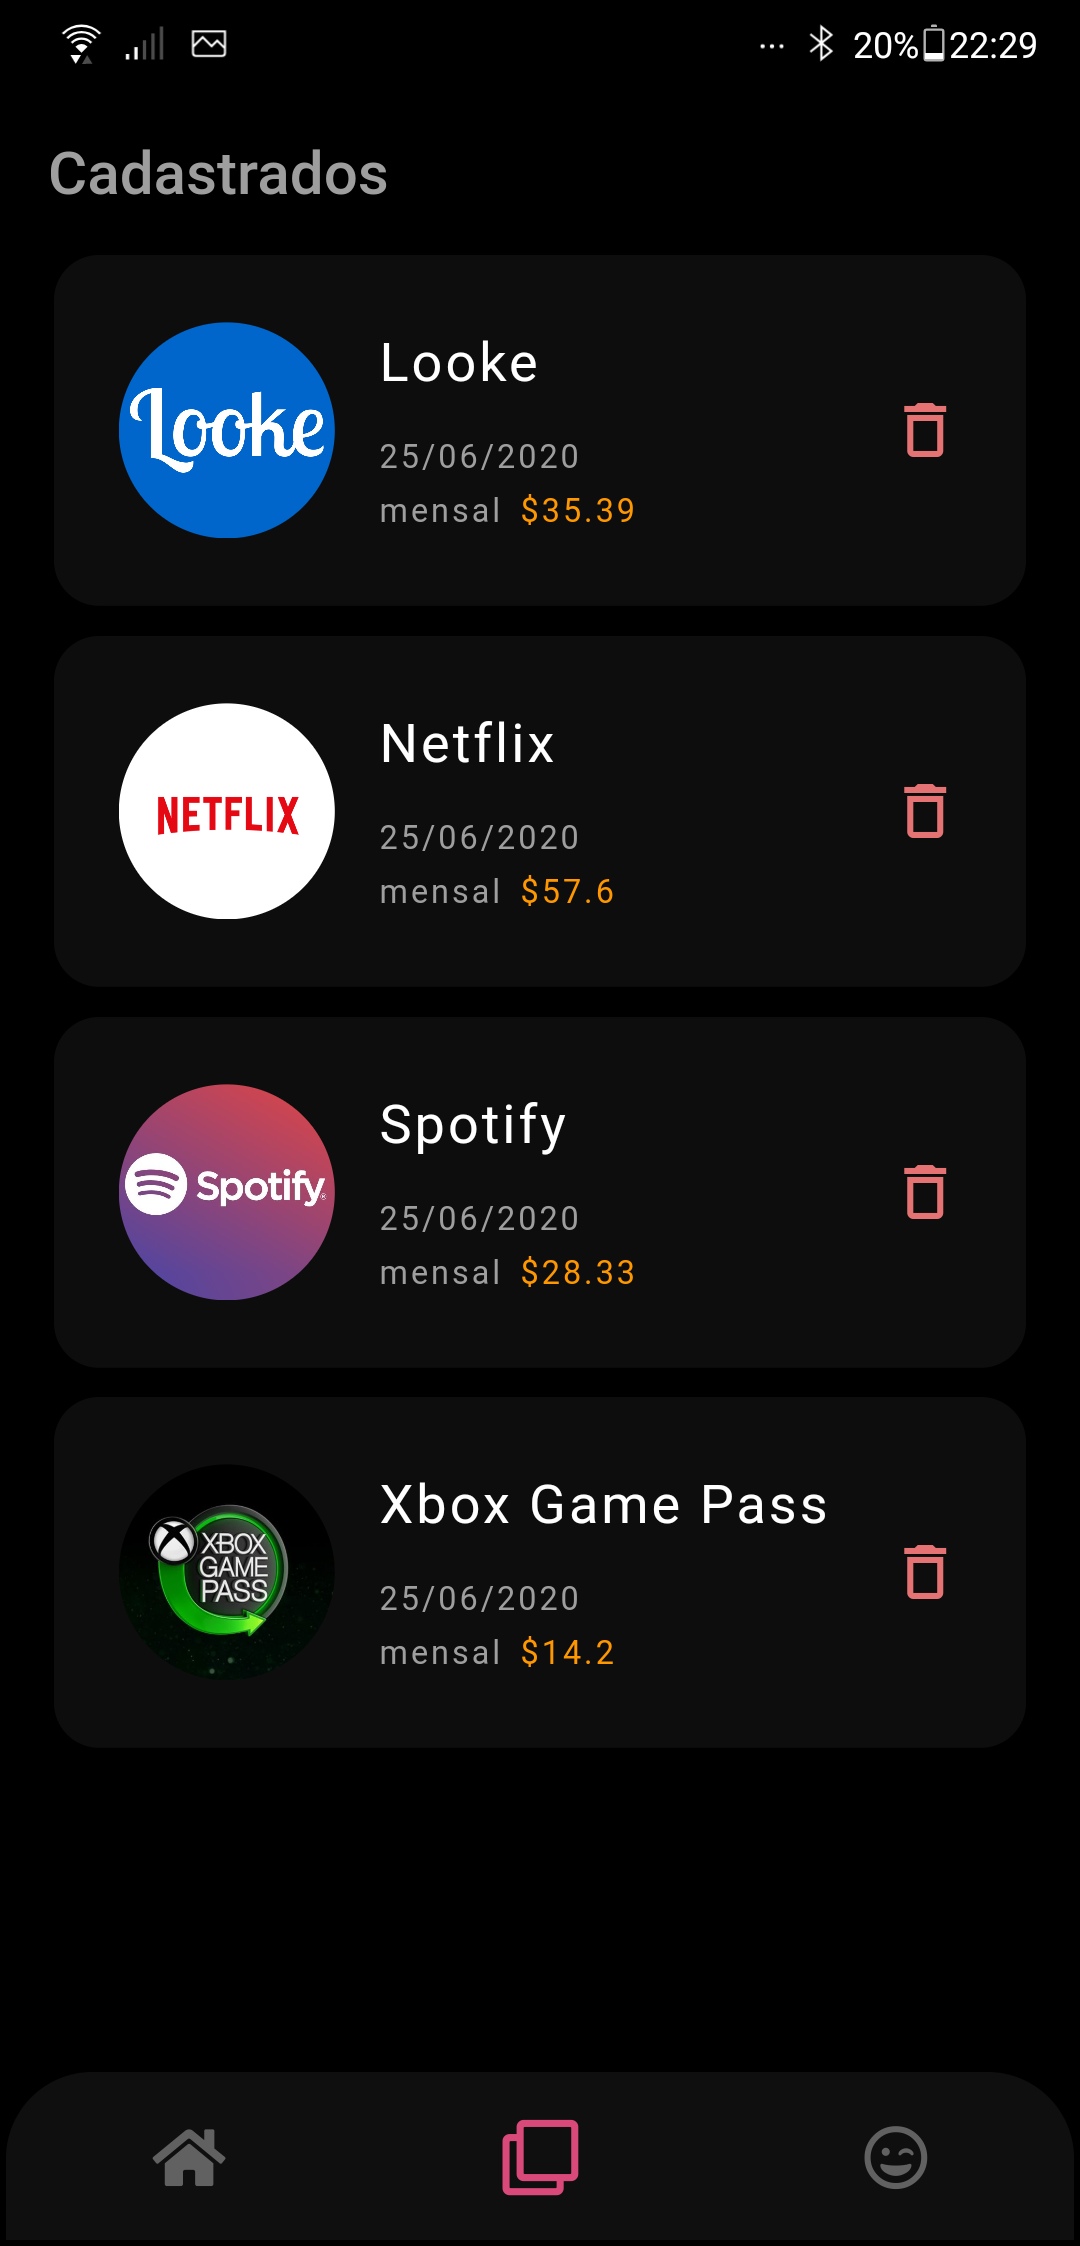 20% 22:29
Cadastrados
Looke
Looke
25/06/2020
mensal $35.39
NETFLIX
Netflix
25/06/2020
mensal $57.6
Spotify®
Spotify
25/06/2020
mensal $28.33
XBOX
GAME
PASS
Xbox Game Pass
25/06/2020
mensal $14.2